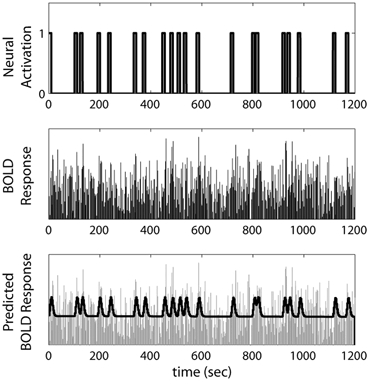 Neural
Activation
1
0
0 200 400 600 800 1000 1200
BOLD
Response
0 200 400 600 800 1000 1200
Predicted
BOLD Response
0 200 400 600 800 1000 1200
time (sec)